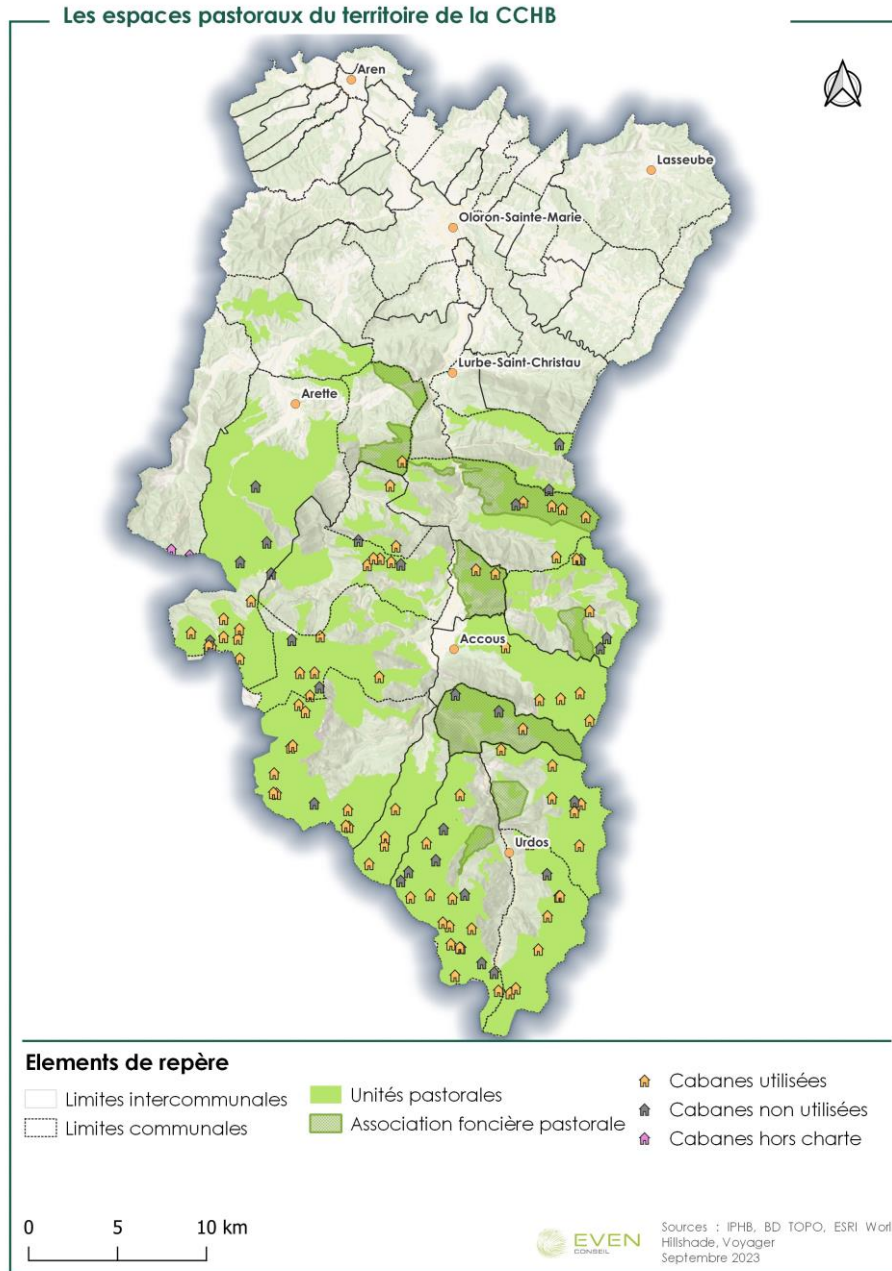 Les espaces pastoraux du territoire de la CCHB
Aren
Lasseube
Oloron-Sainte-Marie
Lurbe-Saint-Christau
Arette
Accous
Urdos
Elements de repère
Limites intercommunales
Limites communales
Unités pastorales
Association foncière pastorale
Cabanes utilisées
Cabanes non utilisées
Cabanes hors charte
0 5 10 km
EVEN
CONSEIL
Sources : IPHB, BD TOPO, ESRI Worl
Hillshade, Voyager
Septembre 2023